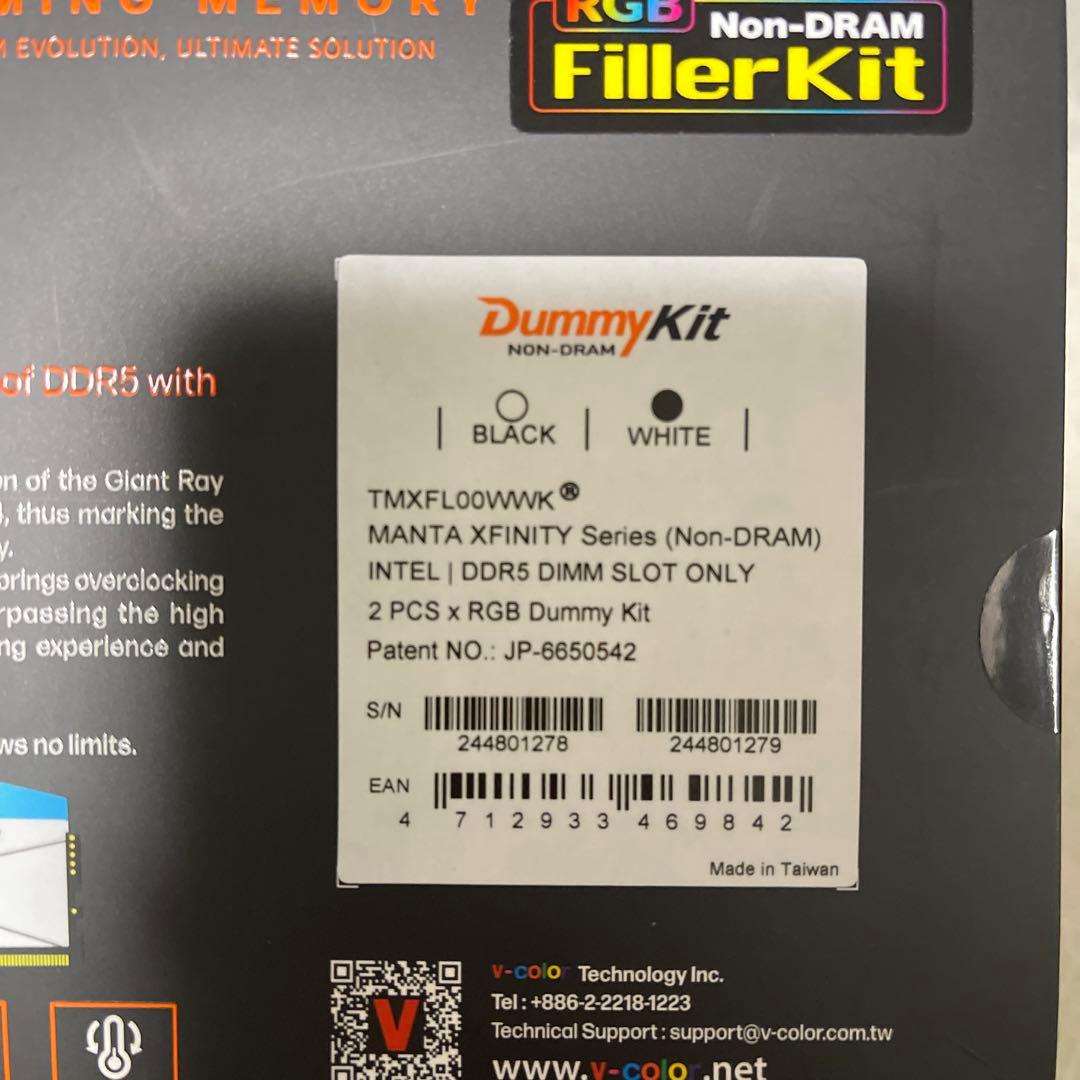 MING MEMORY
EVOLUTION, ULTIMATE SOLUTION
RGB Non-DRAM
FillerKit
of DDR5 with
of the Giant Ray
, thus marking the
brings overclocking
the high
experience and
no limits.
DummyKit
NON-DRAM
| BLACK | WHITE |
TMXFL00WWK®
MANTA XFINITY Series (Non-DRAM)
INTEL | DDR5 DIMM SLOT ONLY
2 PCS x RGB Dummy Kit
Patent NO.: JP-6650542
S/N
244801278 244801279
EAN
4 712933 469842
Made in Taiwan
V
v-color Technology Inc.
Tel : +886-2-2218-1223
Technical Support : support@v-color.com.tw
www.v-color.net